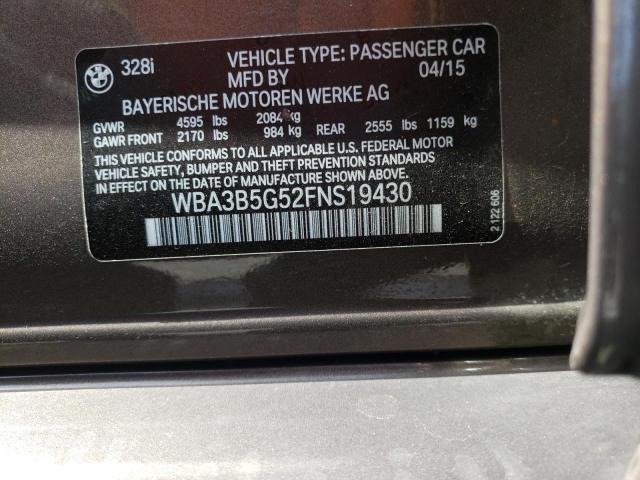 BMW
328i VEHICLE TYPE: PASSENGER CAR
MFD BY 04/15
BAYERISCHE MOTOREN WERKE AG
GVWR 4595 lbs 2084 kg
GAWR FRONT 2170 lbs 984 kg REAR 2555 lbs 1159 kg
THIS VEHICLE CONFORMS TO ALL APPLICABLE U.S. FEDERAL MOTOR
VEHICLE SAFETY, BUMPER, AND THEFT PREVENTION STANDARDS
IN EFFECT ON THE DATE OF MANUFACTURE SHOWN ABOVE.
WBA3B5G52FNS19430
2 122 606